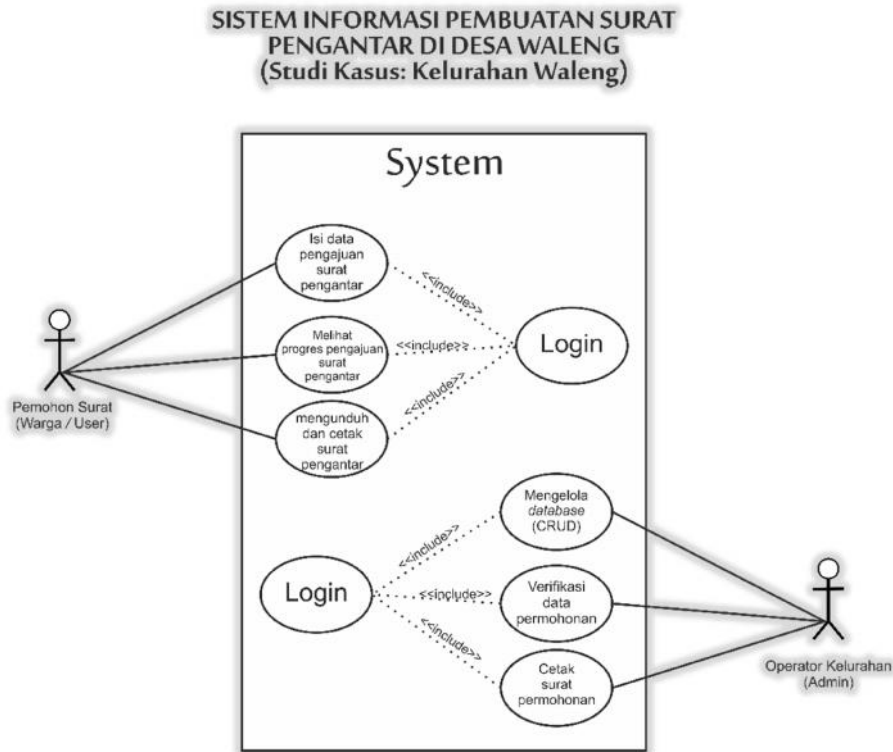 SISTEM INFORMASI PEMBUATAN SURAT
PENGANTAR DI DESA WALENG
(Studi Kasus: Kelurahan Waleng)
System
Isi data
pengajuan
surat
pengantar
<<include>>
Melihat
progres pengajuan
surat
pengantar
<<include>>
Login
mengunduh
dan cetak
surat
pengantar
<<include>>
Pemohon Surat
(Warga / User)
Mengelola
database
(CRUD)
<<include>>
Login
<<include>>
Verifikasi
data
permohonan
<<include>>
Cetak
surat
permohonan
Operator Kelurahan
(Admin)